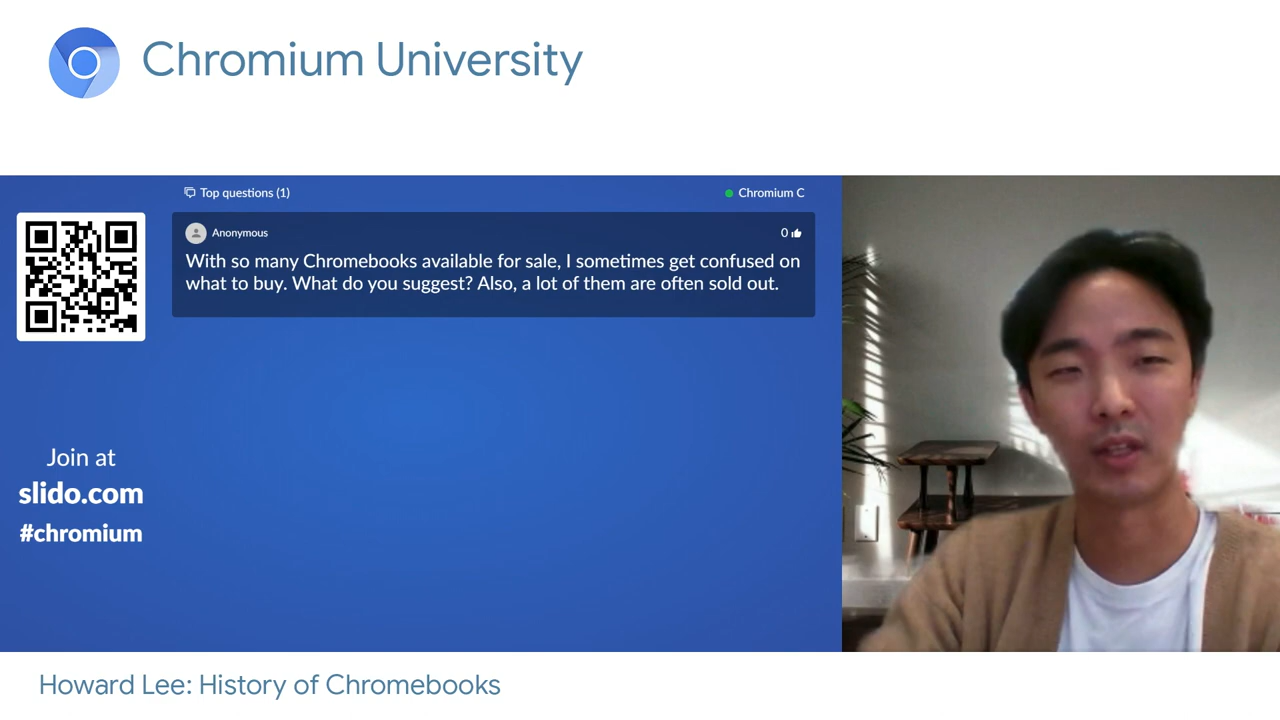 Chromium University
Top questions (1)
Chromium C
Anonymous
0
With so many Chromebooks available for sale, I sometimes get confused on
what to buy. What do you suggest? Also, a lot of them are often sold out.
Join at
slido.com
#chromium
Howard Lee: History of Chromebooks